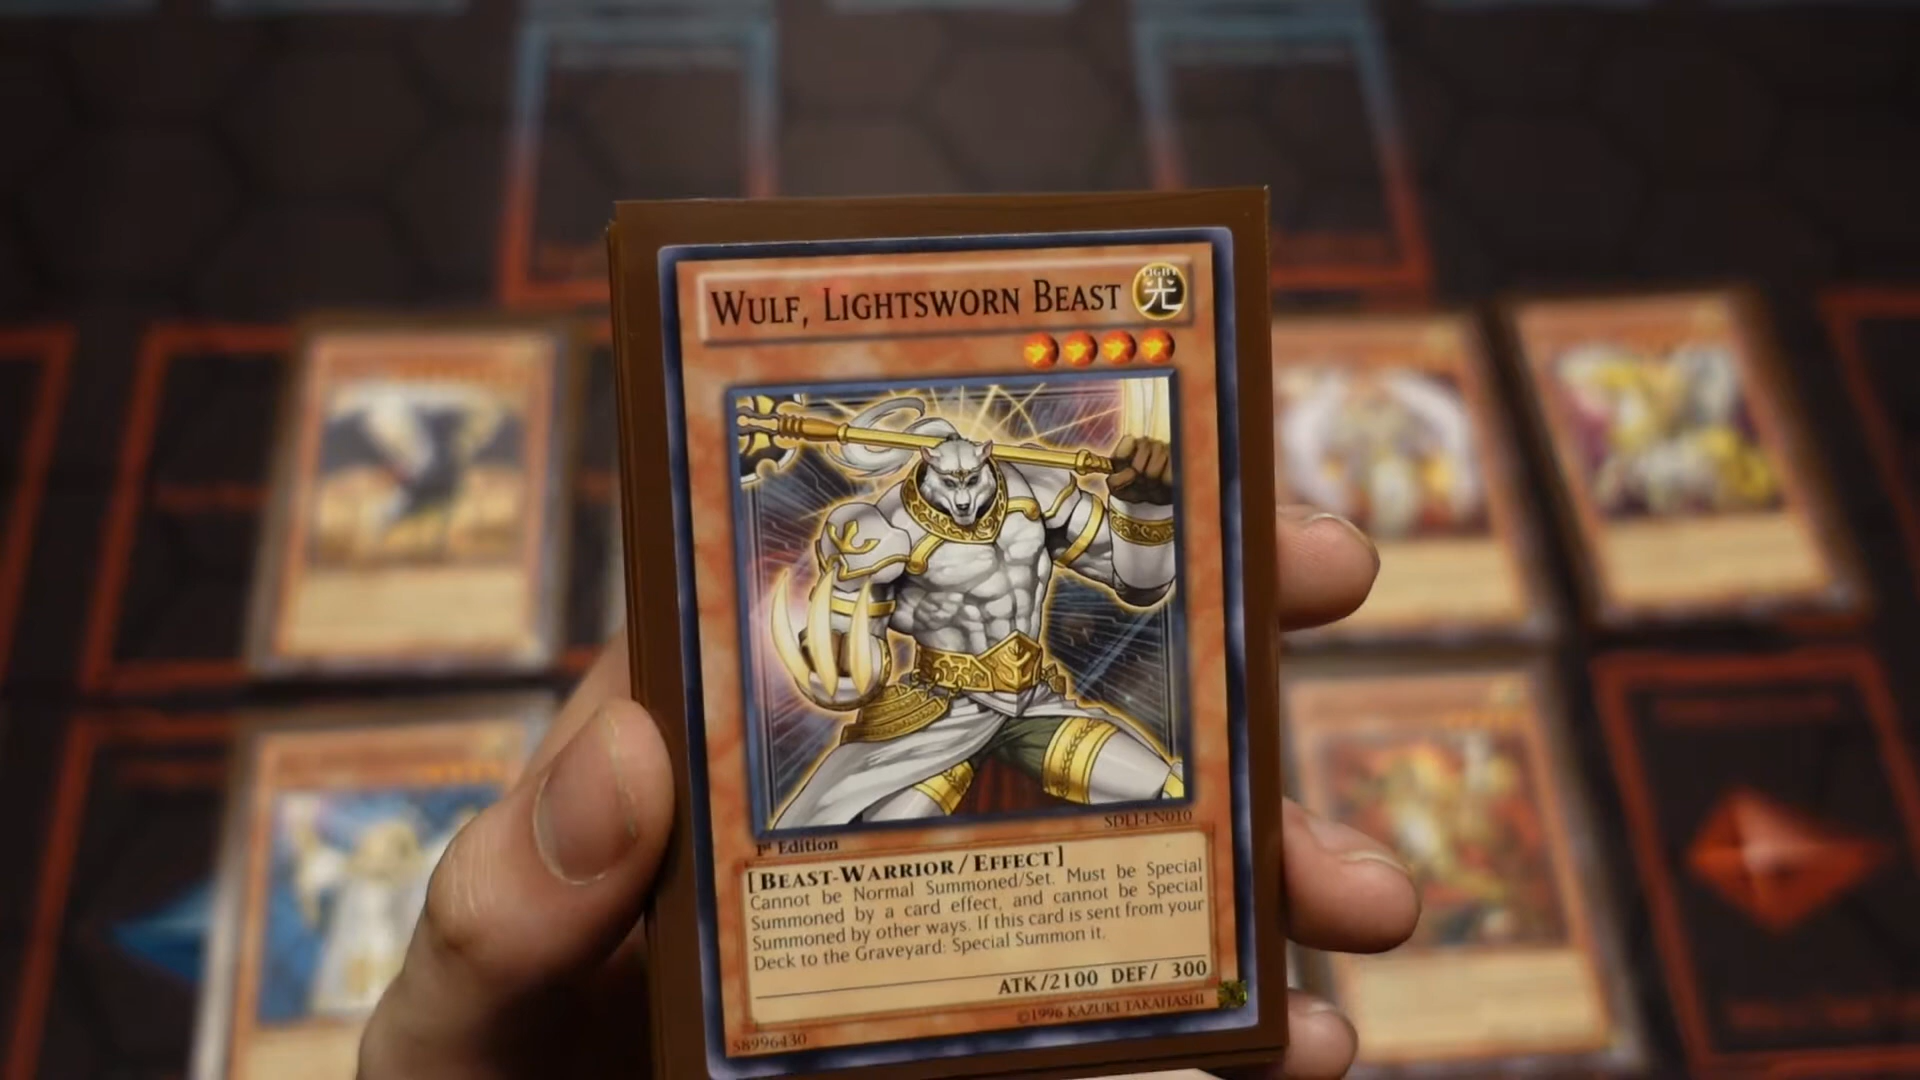 WULF, LIGHTSWORN BEAST
LIGHT
光
SDLI-EN010
1st Edition
[BEAST-WARRIOR/EFFECT]
Cannot be Normal Summoned/Set. Must be Special
Summoned by a card effect, and cannot be Special
Summoned by other ways. If this card is sent from your
Deck to the Graveyard: Special Summon it.
ATK/2100 DEF/ 300
58996430
©1996 KAZUKI TAKAHASHI